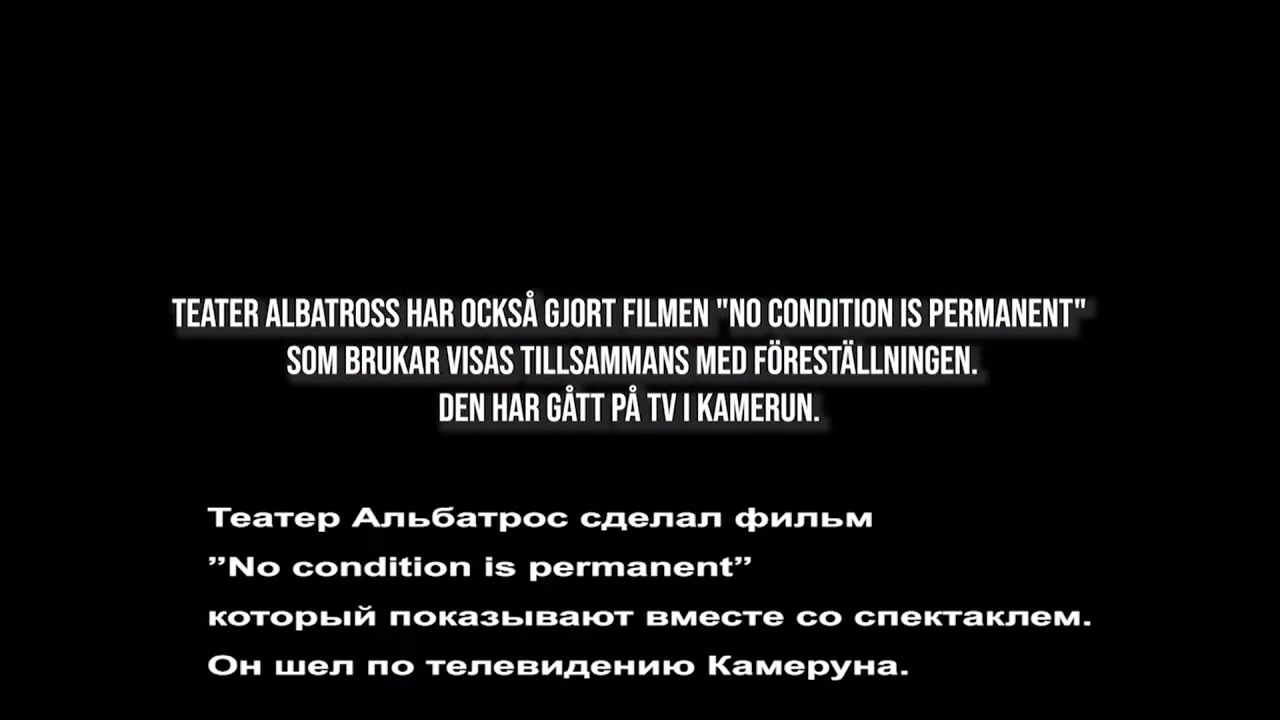 TEATER ALBATROSS HAR OCKSÅ GJORT FILMEN "NO CONDITION IS PERMANENT"
SOM BRUKAR VISAS TILLSAMMANS MED FÖRESTÄLLNINGEN.
DEN HAR GÅTT PÅ TV I KAMERUN.
Театер Альбатрос сделал фильм
”No condition is permanent”
который показывают вместе со спектаклем.
Он шел по телевидению Камеруна.